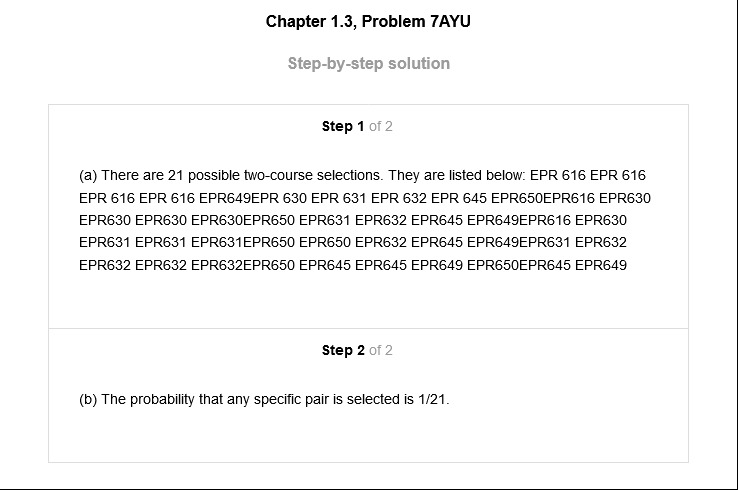 Chapter 1.3, Problem 7AYU
Step-by-step solution
Step 1 of 2
(a) There are 21 possible two-course selections. They are listed below: EPR 616 EPR 616
EPR 616 EPR 616 EPR649EPR 630 EPR 631 EPR 632 EPR 645 EPR650EPR616 EPR630
EPR630 EPR630 EPR630EPR650 EPR631 EPR632 EPR645 EPR649EPR616 EPR630
EPR631 EPR631 EPR631EPR650 EPR650 EPR632 EPR645 EPR649EPR631 EPR632
EPR632 EPR632 EPR632EPR650 EPR645 EPR645 EPR649 EPR650EPR645 EPR649
Step 2 of 2
(b) The probability that any specific pair is selected is 1/21.